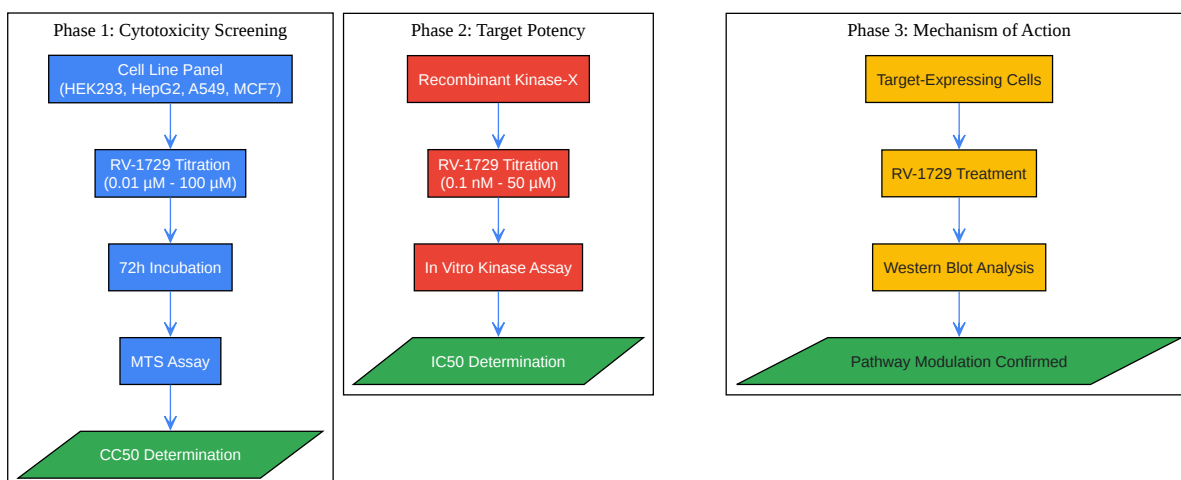 Phase 1: Cytotoxicity Screening
Cell Line Panel
(HEK293, HepG2, A549, MCF7)
RV-1729 Titration
(0.01 µM - 100 µM)
72h Incubation
MTS Assay
CC50 Determination
Phase 2: Target Potency
Recombinant Kinase-X
RV-1729 Titration
(0.1 nM - 50 µM)
In Vitro Kinase Assay
IC50 Determination
Phase 3: Mechanism of Action
Target-Expressing Cells
RV-1729 Treatment
Western Blot Analysis
Pathway Modulation Confirmed